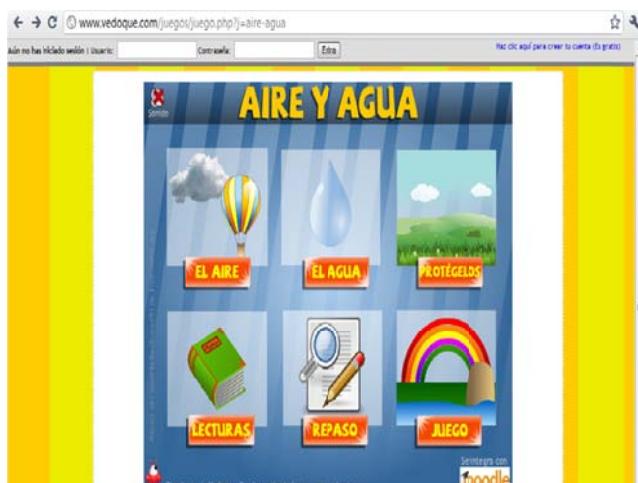 www.vedoque.com/juegos/juego.php?j=aire-agua
Aún no has iniciado sesión | Usuario: Contraseña: Entra Haz clic aquí para crear tu cuenta (Es gratis)
Sonido
AIRE Y AGUA
EL AIRE EL AGUA PROTÉGELOS
LECTURAS REPASO JUEGO
Se integra con
moodle